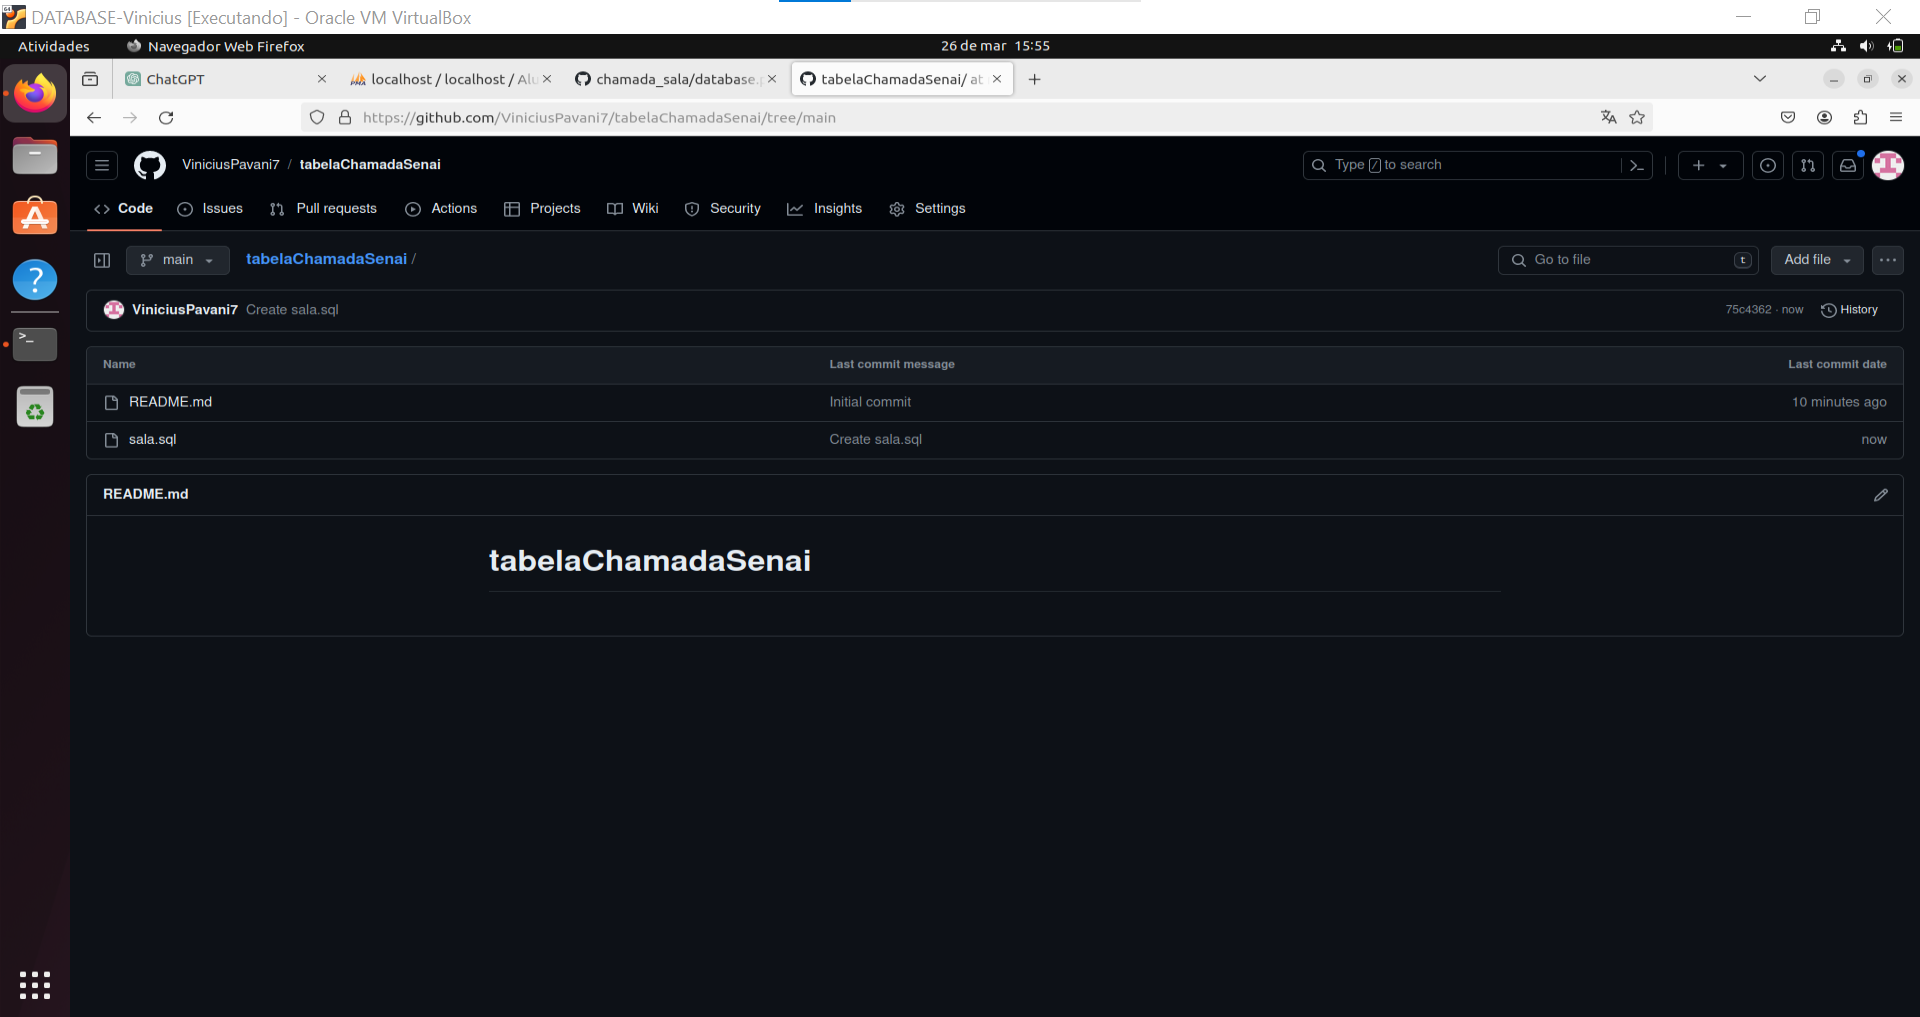 DATABASE-Vinicius [Executando] - Oracle VM VirtualBox
Atividades Navegador Web Firefox 26 de mar 15:55
ChatGPT localhost / localhost / Alu chamada_sala/database.p tabelaChamadaSenai/ at
https://github.com/ViniciusPavani7/tabelaChamadaSenai/tree/main
ViniciusPavani7 / tabelaChamadaSenai Type / to search
Code Issues Pull requests Actions Projects Wiki Security Insights Settings
main tabelaChamadaSenai / Go to file t Add file
ViniciusPavani7 Create sala.sql 75c4362 · now History
Name Last commit message Last commit date
README.md Initial commit 10 minutes ago
sala.sql Create sala.sql now
README.md
tabelaChamadaSenai